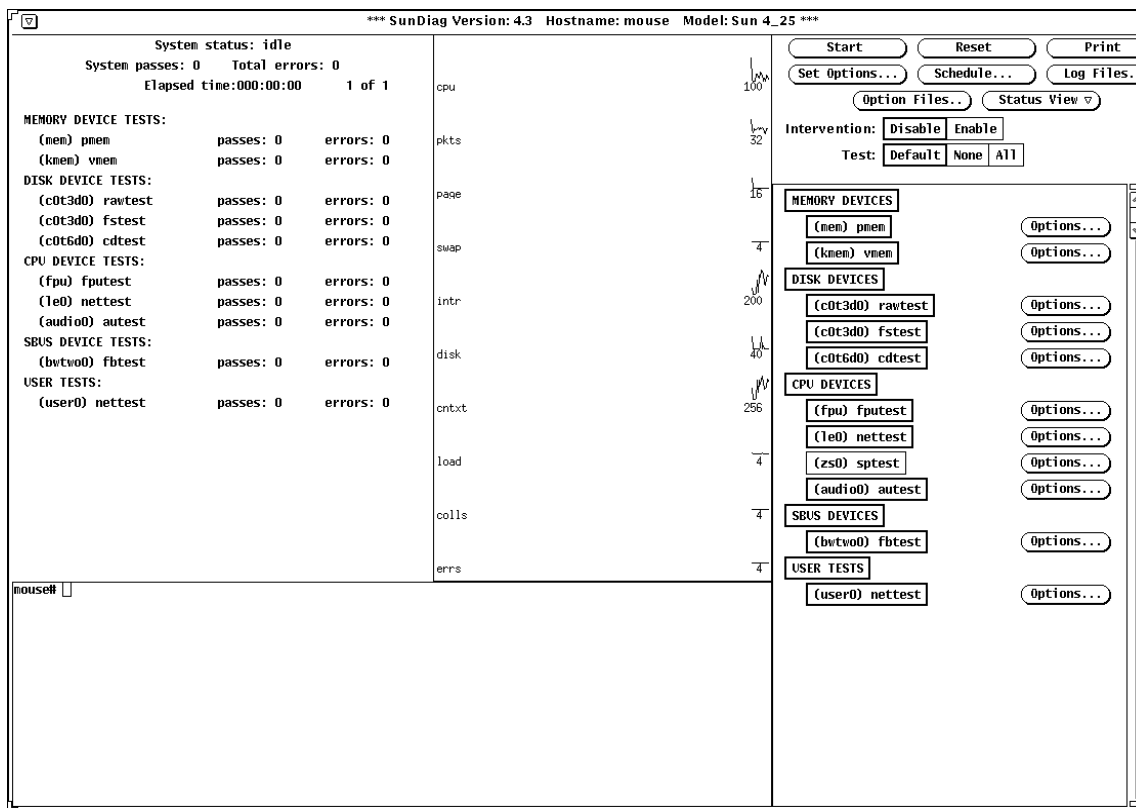 *** SunDiag Version: 4.3 Hostname: mouse Model: Sun 4_25 ***
System status: idle
System passes: 0 Total errors: 0
Elapsed time:000:00:00 1 of 1
MEMORY DEVICE TESTS:
(mem) pmem passes: 0 errors: 0
(kmem) vmem passes: 0 errors: 0
DISK DEVICE TESTS:
(c0t3d0) rawtest passes: 0 errors: 0
(c0t3d0) fstest passes: 0 errors: 0
(c0t6d0) cdtest passes: 0 errors: 0
CPU DEVICE TESTS:
(fpu) fputest passes: 0 errors: 0
(le0) nettest passes: 0 errors: 0
(audio0) autest passes: 0 errors: 0
SBUS DEVICE TESTS:
(bwtwo0) fbtest passes: 0 errors: 0
USER TESTS:
(user0) nettest passes: 0 errors: 0
cpu 100
pkts 32
page 16
swap 4
intr 200
disk 40
cntxt 256
load 4
colls 4
errs 4
Start Reset Print
Set Options... Schedule... Log Files.
Option Files.. Status View
Intervention: Disable Enable
Test: Default None All
MEMORY DEVICES
(mem) pmem Options...
(kmem) vmem Options...
DISK DEVICES
(c0t3d0) rawtest Options...
(c0t3d0) fstest Options...
(c0t6d0) cdtest Options...
CPU DEVICES
(fpu) fputest Options...
(le0) nettest Options...
(zs0) sptest Options...
(audio0) autest Options...
SBUS DEVICES
(bwtwo0) fbtest Options...
USER TESTS
(user0) nettest Options...
mouse#